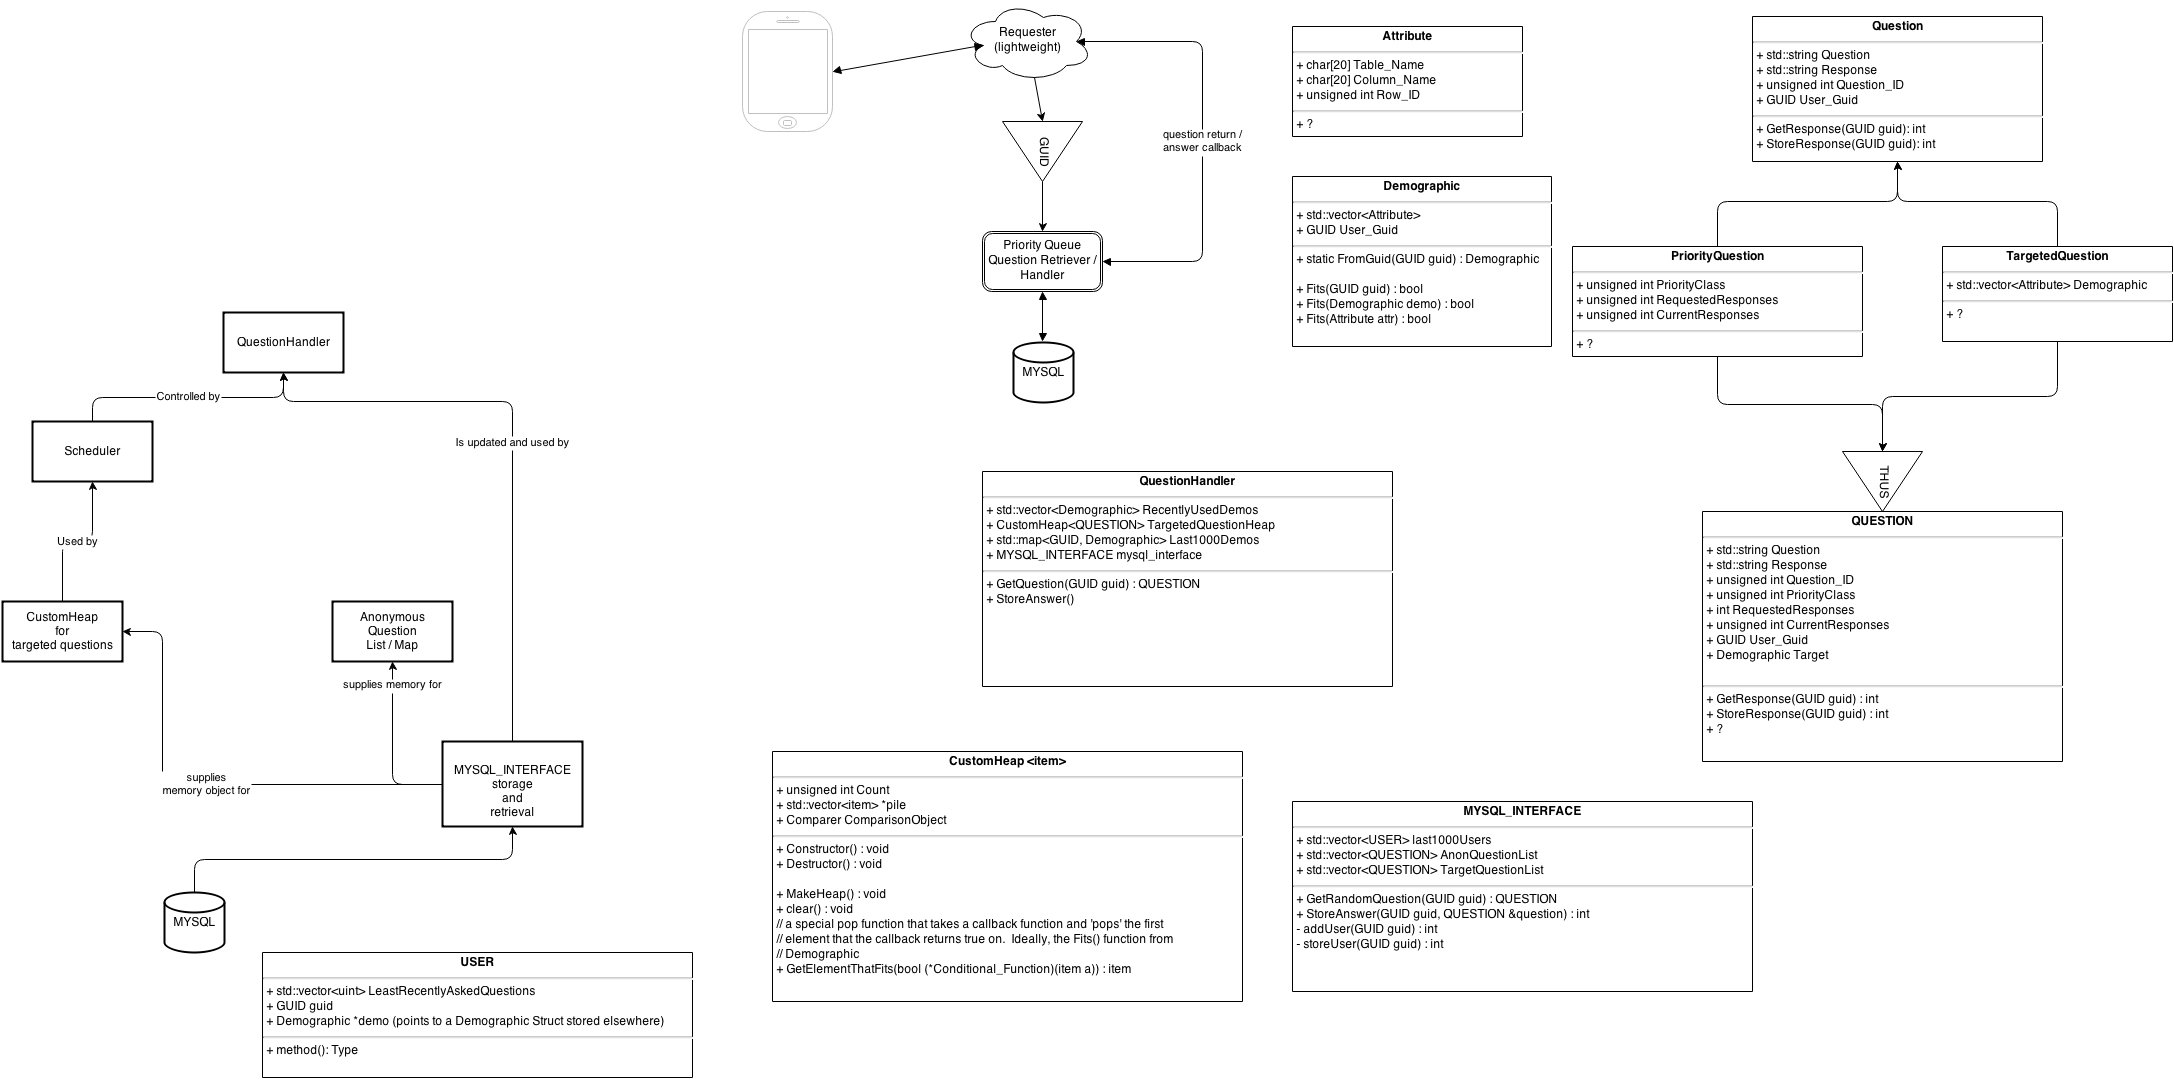 Requester
(lightweight)
GUID
question return /
answer callback
Priority Queue
Question Retriever /
Handler
MYSQL
Attribute
+ char[20] Table_Name
+ char[20] Column_Name
+ unsigned int Row_ID
+ ?
Demographic
+ std::vector<Attribute>
+ GUID User_Guid
+ static FromGuid(GUID guid) : Demographic
+ Fits(GUID guid) : bool
+ Fits(Demographic demo) : bool
+ Fits(Attribute attr) : bool
Question
+ std::string Question
+ std::string Response
+ unsigned int Question_ID
+ GUID User_Guid
+ GetResponse(GUID guid): int
+ StoreResponse(GUID guid): int
PriorityQuestion
+ unsigned int PriorityClass
+ unsigned int RequestedResponses
+ unsigned int CurrentResponses
+ ?
TargetedQuestion
+ std::vector<Attribute> Demographic
+ ?
THUS
QUESTION
+ std::string Question
+ std::string Response
+ unsigned int Question_ID
+ unsigned int PriorityClass
+ int RequestedResponses
+ unsigned int CurrentResponses
+ GUID User_Guid
+ Demographic Target
+ GetResponse(GUID guid) : int
+ StoreResponse(GUID guid) : int
+ ?
QuestionHandler
Controlled by
Is updated and used by
Scheduler
Used by
CustomHeap
for
targeted questions
Anonymous
Question
List / Map
supplies memory for
supplies
memory object for
MYSQL_INTERFACE
storage
and
retrieval
MYSQL
QuestionHandler
+ std::vector<Demographic> RecentlyUsedDemos
+ CustomHeap<QUESTION> TargetedQuestionHeap
+ std::map<GUID, Demographic> Last1000Demos
+ MYSQL_INTERFACE mysql_interface
+ GetQuestion(GUID guid) : QUESTION
+ StoreAnswer()
CustomHeap <item>
+ unsigned int Count
+ std::vector<item> *pile
+ Comparer ComparisonObject
+ Constructor() : void
+ Destructor() : void
+ MakeHeap() : void
+ clear() : void
// a special pop function that takes a callback function and 'pops' the first
// element that the callback returns true on.  Ideally, the Fits() function from
// Demographic
+ GetElementThatFits(bool (*Conditional_Function)(item a)) : item
MYSQL_INTERFACE
+ std::vector<USER> last1000Users
+ std::vector<QUESTION> AnonQuestionList
+ std::vector<QUESTION> TargetQuestionList
+ GetRandomQuestion(GUID guid) : QUESTION
+ StoreAnswer(GUID guid, QUESTION &question) : int
- addUser(GUID guid) : int
- storeUser(GUID guid) : int
USER
+ std::vector<uint> LeastRecentlyAskedQuestions
+ GUID guid
+ Demographic *demo (points to a Demographic Struct stored elsewhere)
+ method(): Type